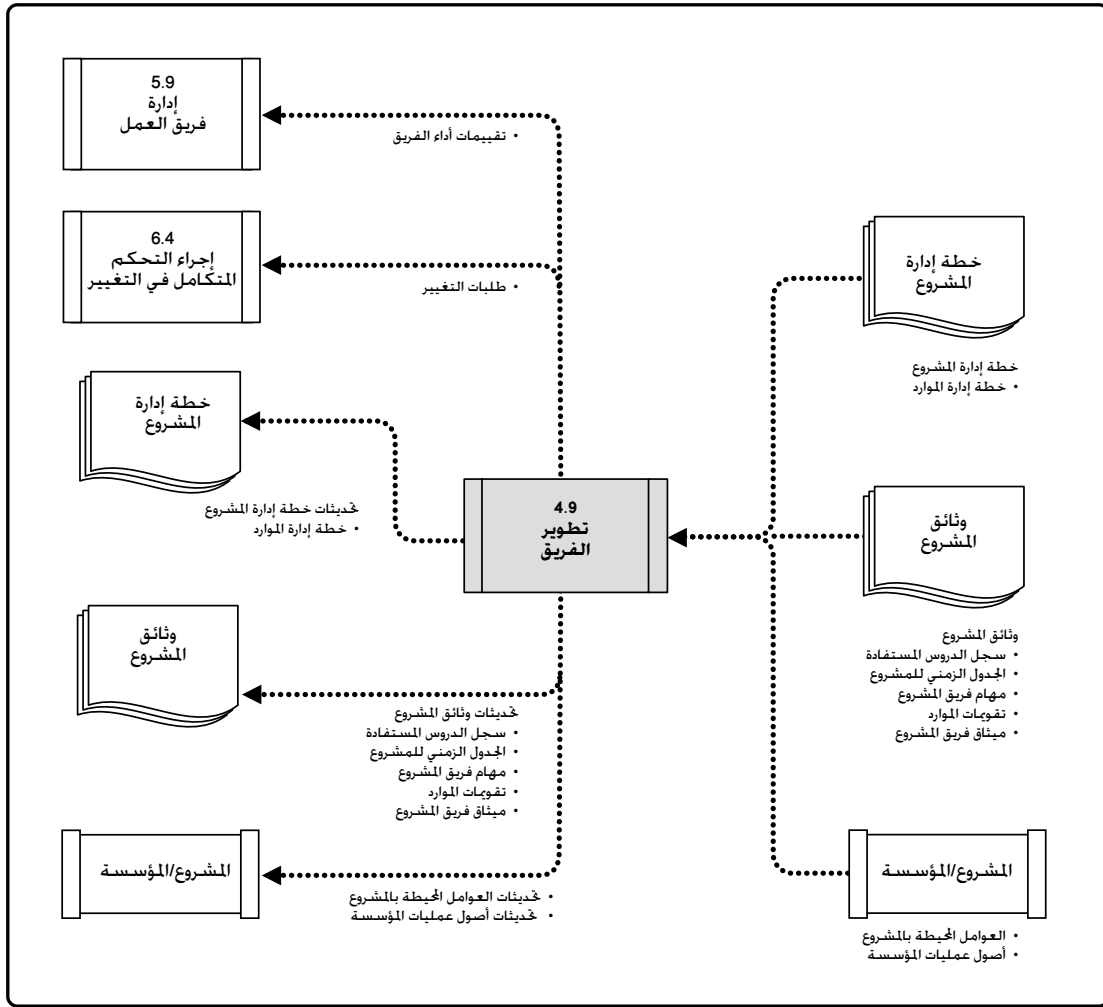 خطة إدارة
المشروع
خطة إدارة المشروع
• خطة إدارة الموارد
وثائق
المشروع
وثائق المشروع
• سجل الدروس المستفادة
• الجدول الزمني للمشروع
• مهام فريق المشروع
• تقويمات الموارد
• ميثاق فريق المشروع
المشروع/المؤسسة
• العوامل المحيطة بالمشروع
• أصول عمليات المؤسسة
4.9
تطوير
الفريق
5.9
إدارة
فريق العمل
• تقييمات أداء الفريق
6.4
إجراء التحكم
المتكامل في التغيير
• طلبات التغيير
خطة إدارة
المشروع
تحديثات خطة إدارة المشروع
• خطة إدارة الموارد
وثائق
المشروع
تحديثات وثائق المشروع
• سجل الدروس المستفادة
• الجدول الزمني للمشروع
• مهام فريق المشروع
• تقويمات الموارد
• ميثاق فريق المشروع
المشروع/المؤسسة
• تحديثات العوامل المحيطة بالمشروع
• تحديثات أصول عمليات المؤسسة